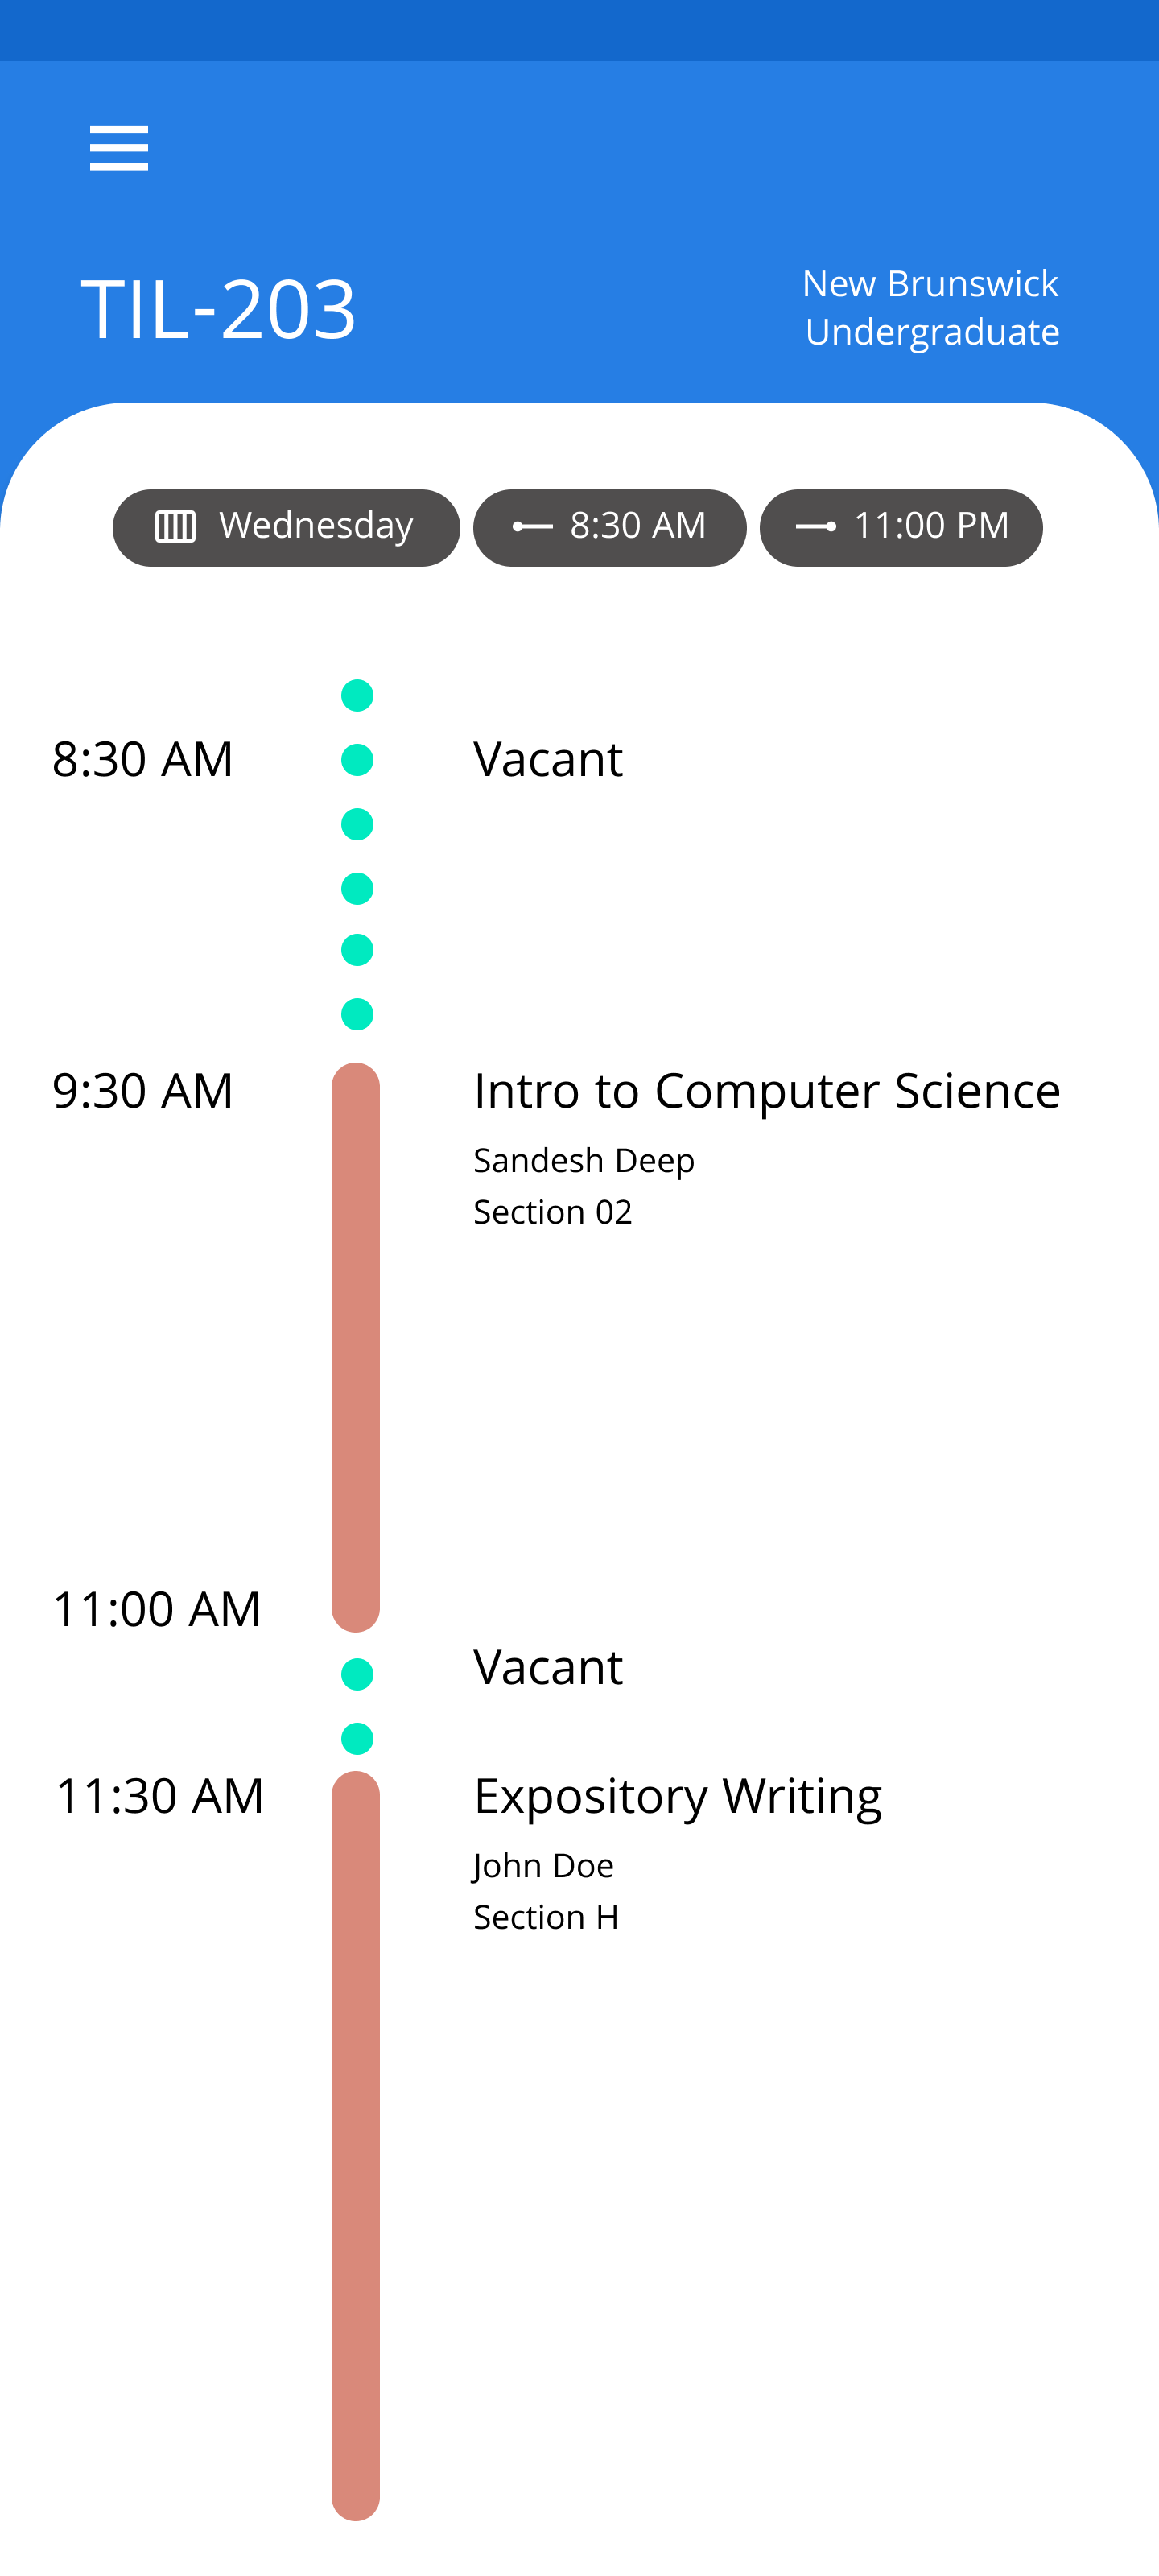 TIL-203
New Brunswick
Undergraduate
Wednesday
8:30 AM
11:00 PM
8:30 AM
Vacant
9:30 AM
Intro to Computer Science
Sandesh Deep
Section 02
11:00 AM
Vacant
11:30 AM
Expository Writing
John Doe
Section H